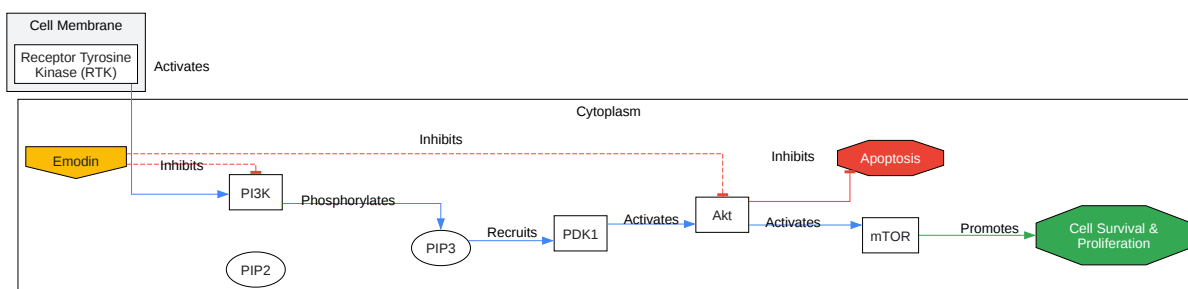 Cell Membrane
Receptor Tyrosine
Kinase (RTK)
Activates
Cytoplasm
Emodin
Inhibits
Inhibits
Inhibits
Apoptosis
PI3K
Phosphorylates
PIP3
Recruits
PDK1
Activates
Akt
Activates
mTOR
Promotes
Cell Survival &
Proliferation
PIP2